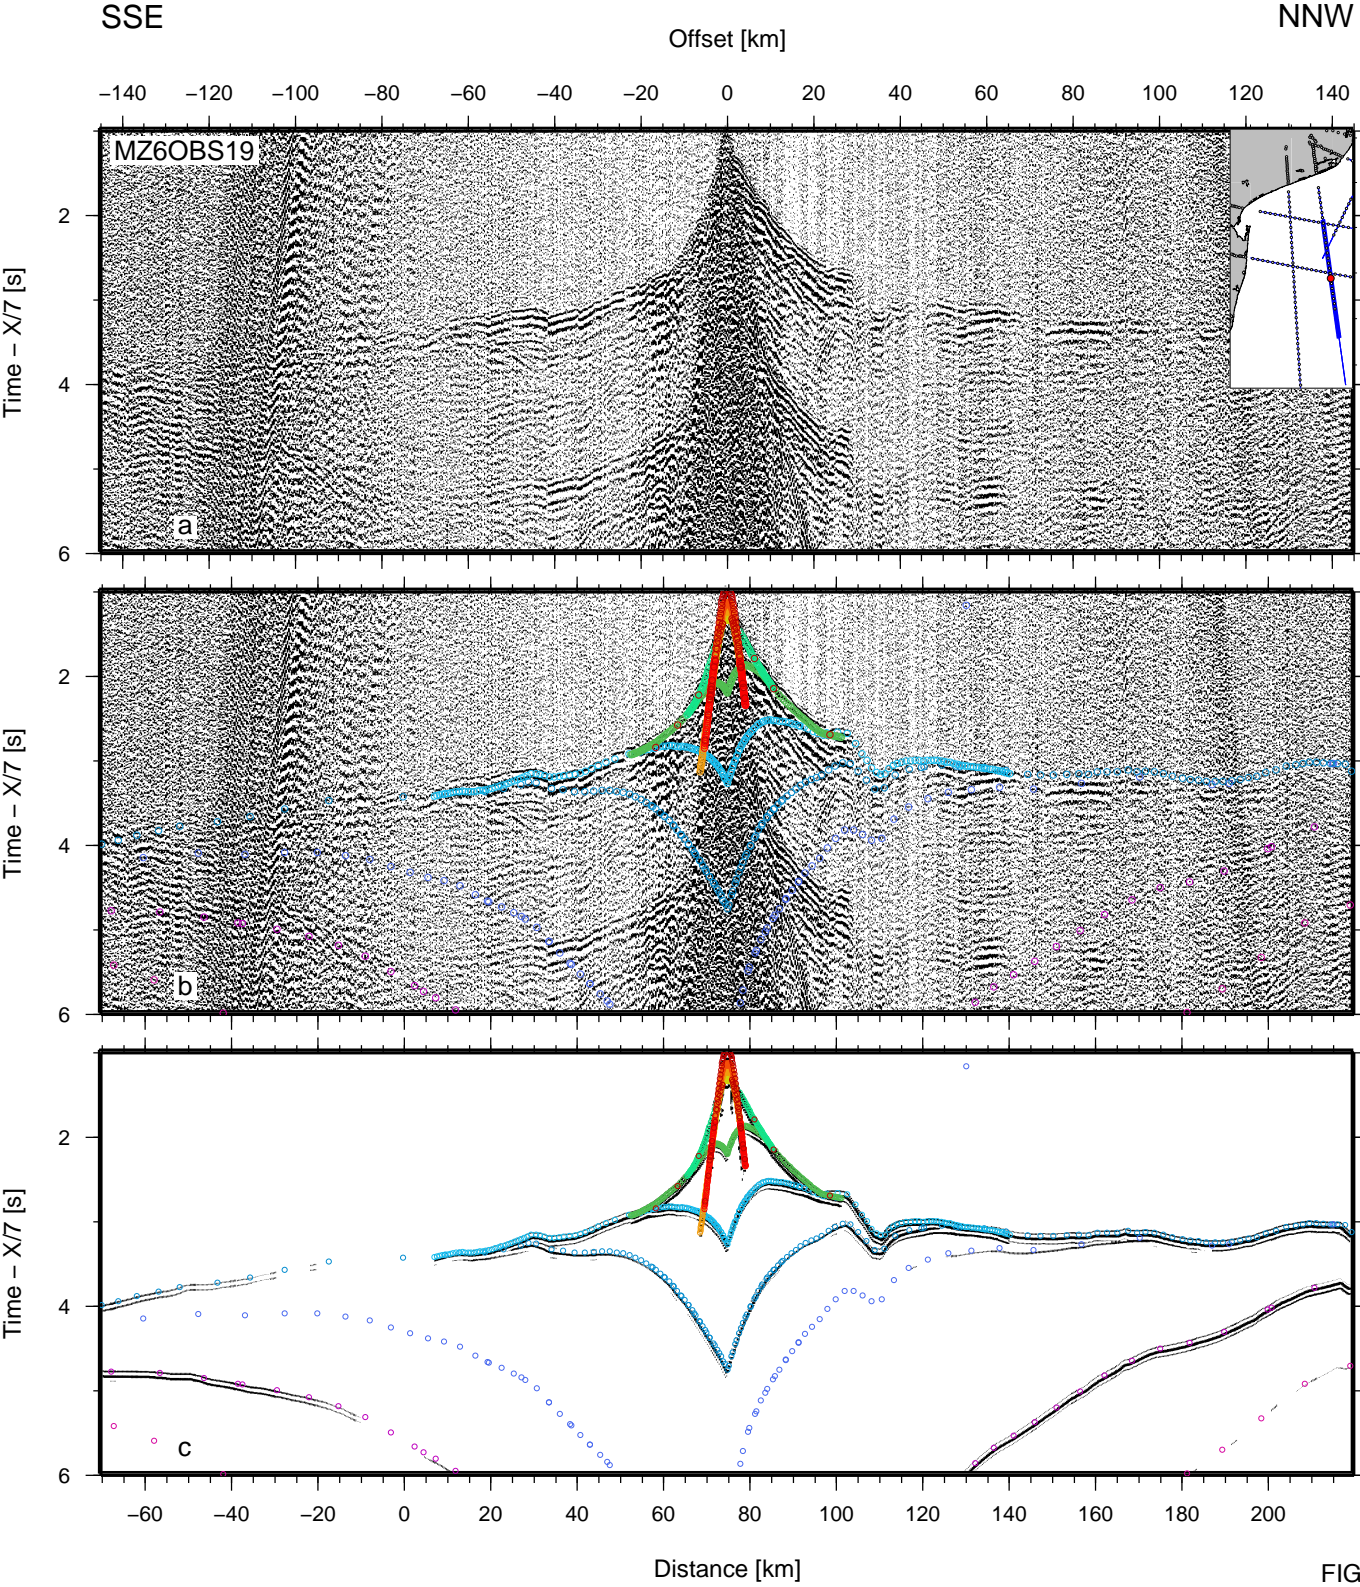 SSE NNW
Offset [km]
−140 −120 −100 −80 −60 −40 −20 0 20 40 60 80 100 120 140
MZ6OBS19
2
4
6
Time − X/7 [s]
a
2
4
6
Time − X/7 [s]
b
2
4
6
Time − X/7 [s]
c
−60 −40 −20 0 20 40 60 80 100 120 140 160 180 200
Distance [km]
FIG